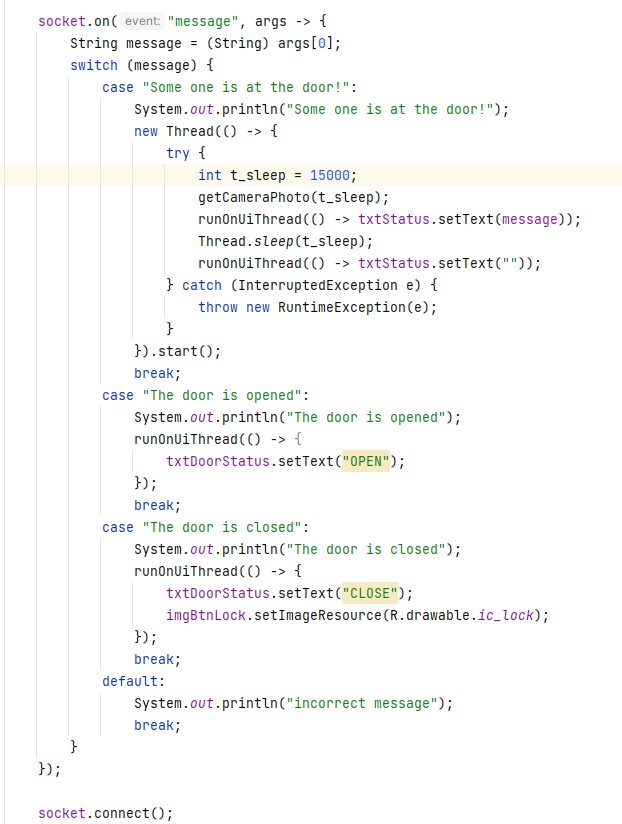 socket.on( event: "message", args -> {
    String message = (String) args[0];
    switch (message) {
        case "Some one is at the door!":
            System.out.println("Some one is at the door!");
            new Thread(() -> {
                try {
                    int t_sleep = 15000;
                    getCameraPhoto(t_sleep);
                    runOnUiThread(() -> txtStatus.setText(message));
                    Thread.sleep(t_sleep);
                    runOnUiThread(() -> txtStatus.setText(""));
                } catch (InterruptedException e) {
                    throw new RuntimeException(e);
                }
            }).start();
            break;
        case "The door is opened":
            System.out.println("The door is opened");
            runOnUiThread(() -> {
                txtDoorStatus.setText("OPEN");
            });
            break;
        case "The door is closed":
            System.out.println("The door is closed");
            runOnUiThread(() -> {
                txtDoorStatus.setText("CLOSE");
                imgBtnLock.setImageResource(R.drawable.ic_lock);
            });
            break;
        default:
            System.out.println("incorrect message");
            break;
    }
});
socket.connect();